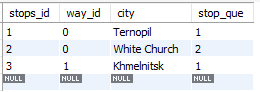 stops_id way_id city stop_que
1 0 Ternopil 1
2 0 White Church 2
3 1 Khmelnitsk 1
NULL NULL NULL NULL